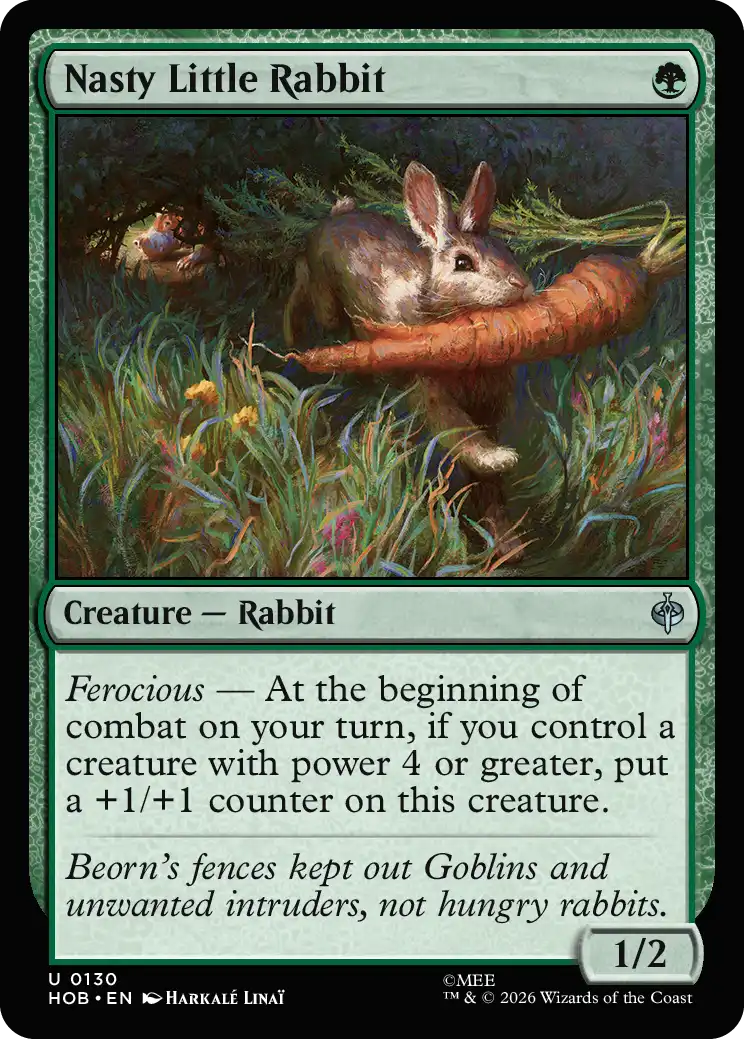 Nasty Little Rabbit
Creature — Rabbit
Ferocious — At the beginning of
combat on your turn, if you control a
creature with power 4 or greater, put
a +1/+1 counter on this creature.
Beorn's fences kept out Goblins and
unwanted intruders, not hungry rabbits.
1/2
U 0130
HOB • EN HARKALÉ LINAÏ
©MEE
™ & © 2026 Wizards of the Coast